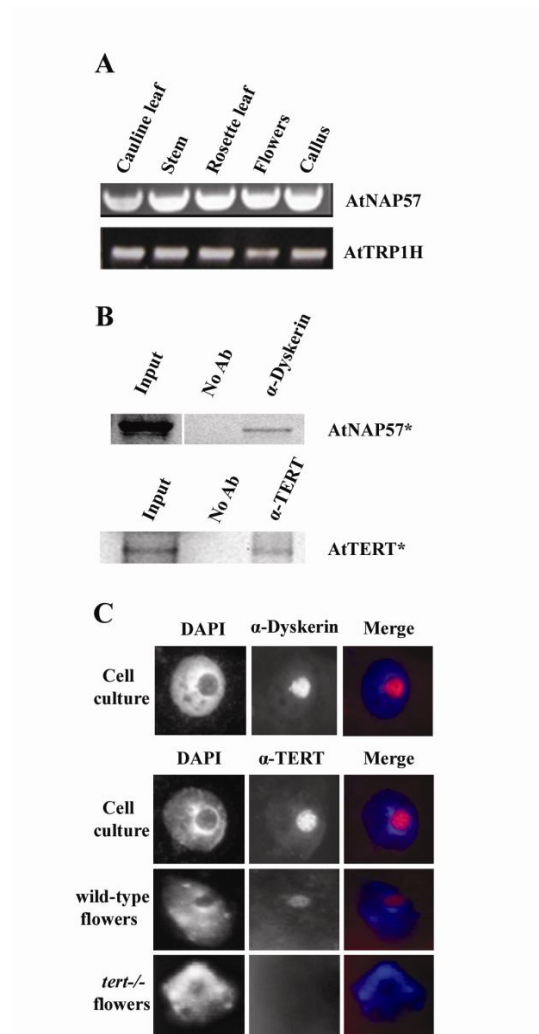 A
Cauline leaf Stem Rosette leaf Flowers Callus
AtNAP57
AtTRP1H
B
Input No Ab α-Dyskerin
AtNAP57*
Input No Ab α-TERT
AtTERT*
C
DAPI α-Dyskerin Merge
Cell
culture
DAPI α-TERT Merge
Cell
culture
wild-type
flowers
tert-/-
flowers